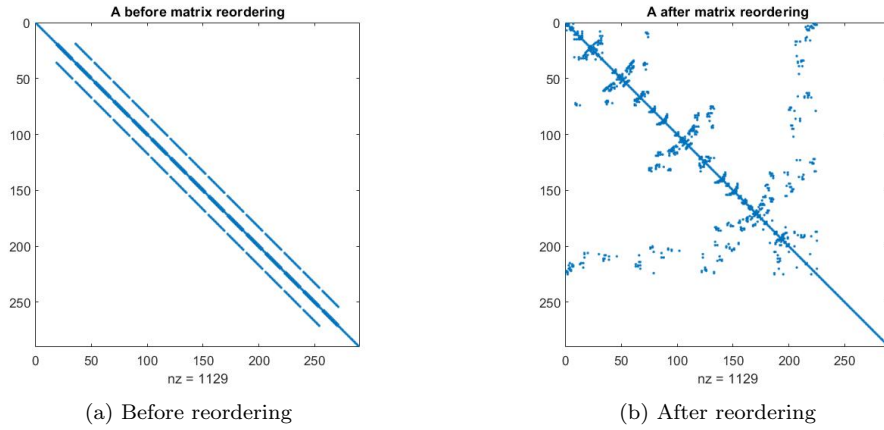 A before matrix reordering
0
50
100
150
200
250
0 50 100 150 200 250
nz = 1129
(a) Before reordering
A after matrix reordering
0
50
100
150
200
250
0 50 100 150 200 250
nz = 1129
(b) After reordering